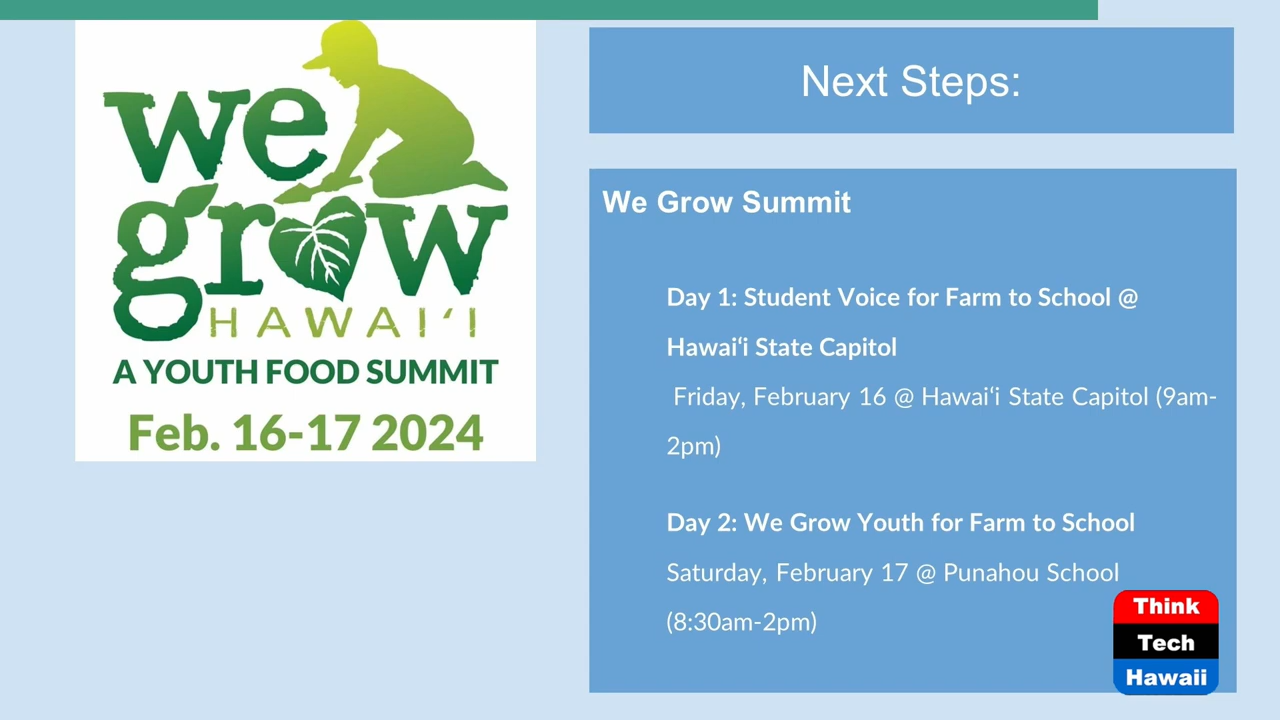 we
grow
HAWAIʻI
A YOUTH FOOD SUMMIT
Feb. 16-17 2024
Next Steps:
We Grow Summit
Day 1: Student Voice for Farm to School @
Hawaiʻi State Capitol
Friday, February 16 @ Hawaiʻi State Capitol (9am-
2pm)
Day 2: We Grow Youth for Farm to School
Saturday, February 17 @ Punahou School
(8:30am-2pm)
Think
Tech
Hawaii